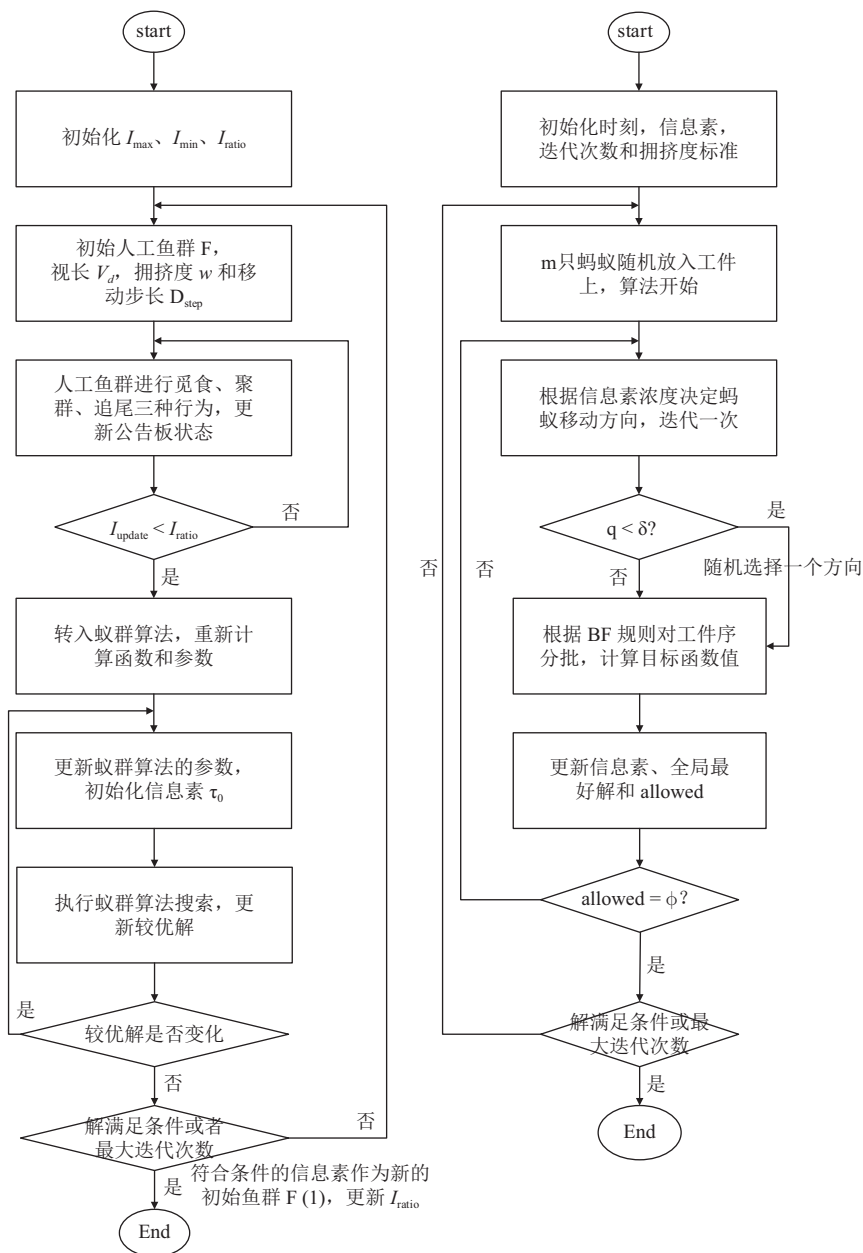 start
初始化 Imax、Imin、Iratio
初始人工鱼群 F，
视长 Vd，拥挤度 w 和移
动步长 Dstep
人工鱼群进行觅食、聚
群、追尾三种行为，更
新公告板状态
Iupdate < Iratio
否
是
转入蚁群算法，重新计
算函数和参数
更新蚁群算法的参数，
初始化信息素 τ0
执行蚁群算法搜索，更
新较优解
是
较优解是否变化
否
解满足条件或者
最大迭代次数
否
是
符合条件的信息素作为新的
初始鱼群 F (1)，更新 Iratio
End
start
初始化时刻，信息素，
迭代次数和拥挤度标准
m只蚂蚁随机放入工件
上，算法开始
根据信息素浓度决定蚂
蚁移动方向，迭代一次
q < δ?
是
随机选择一个方向
否
否
否
根据 BF 规则对工件序
分批，计算目标函数值
更新信息素、全局最
好解和 allowed
allowed = ϕ？
是
解满足条件或最
大迭代次数
是
End